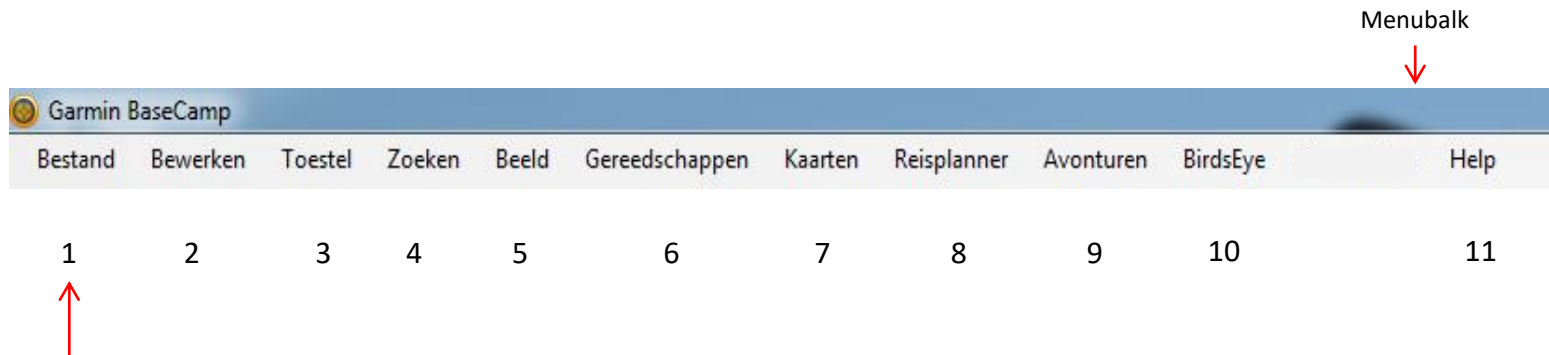 Menubalk
Garmin BaseCamp
Bestand Bewerken Toestel Zoeken Beeld Gereedschappen Kaarten Reisplanner Avonturen BirdsEye Help
1 2 3 4 5 6 7 8 9 10 11